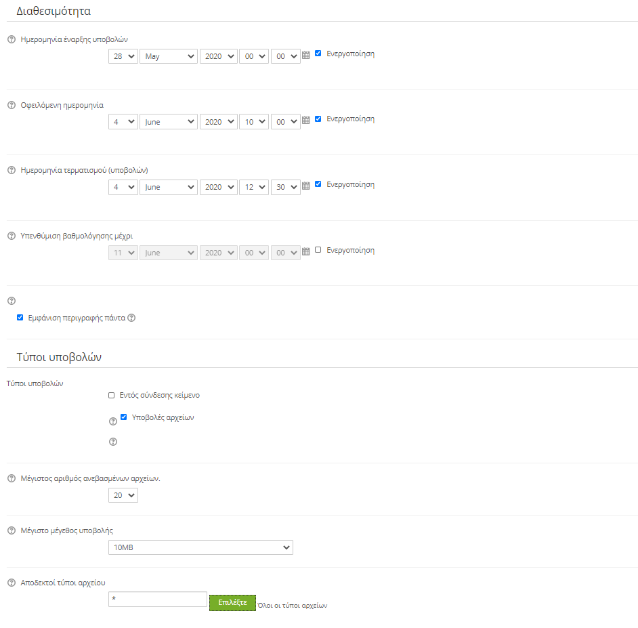 Διαθεσιμότητα
Ημερομηνία έναρξης υποβολών
28 May 2020 00 00 Ενεργοποίηση
Οφειλόμενη ημερομηνία
4 June 2020 10 00 Ενεργοποίηση
Ημερομηνία τερματισμού (υποβολών)
4 June 2020 12 30 Ενεργοποίηση
Υπενθύμιση βαθμολόγησης μέχρι
11 June 2020 00 00 Ενεργοποίηση
Εμφάνιση περιγραφής πάντα
Τύποι υποβολών
Τύποι υποβολών
Εντός σύνδεσης κείμενο
Υποβολές αρχείων
Μέγιστος αριθμός ανεβασμένων αρχείων.
20
Μέγιστο μέγεθος υποβολής
10MB
Αποδεκτοί τύποι αρχείου
* Επιλέξτε Όλοι οι τύποι αρχείων